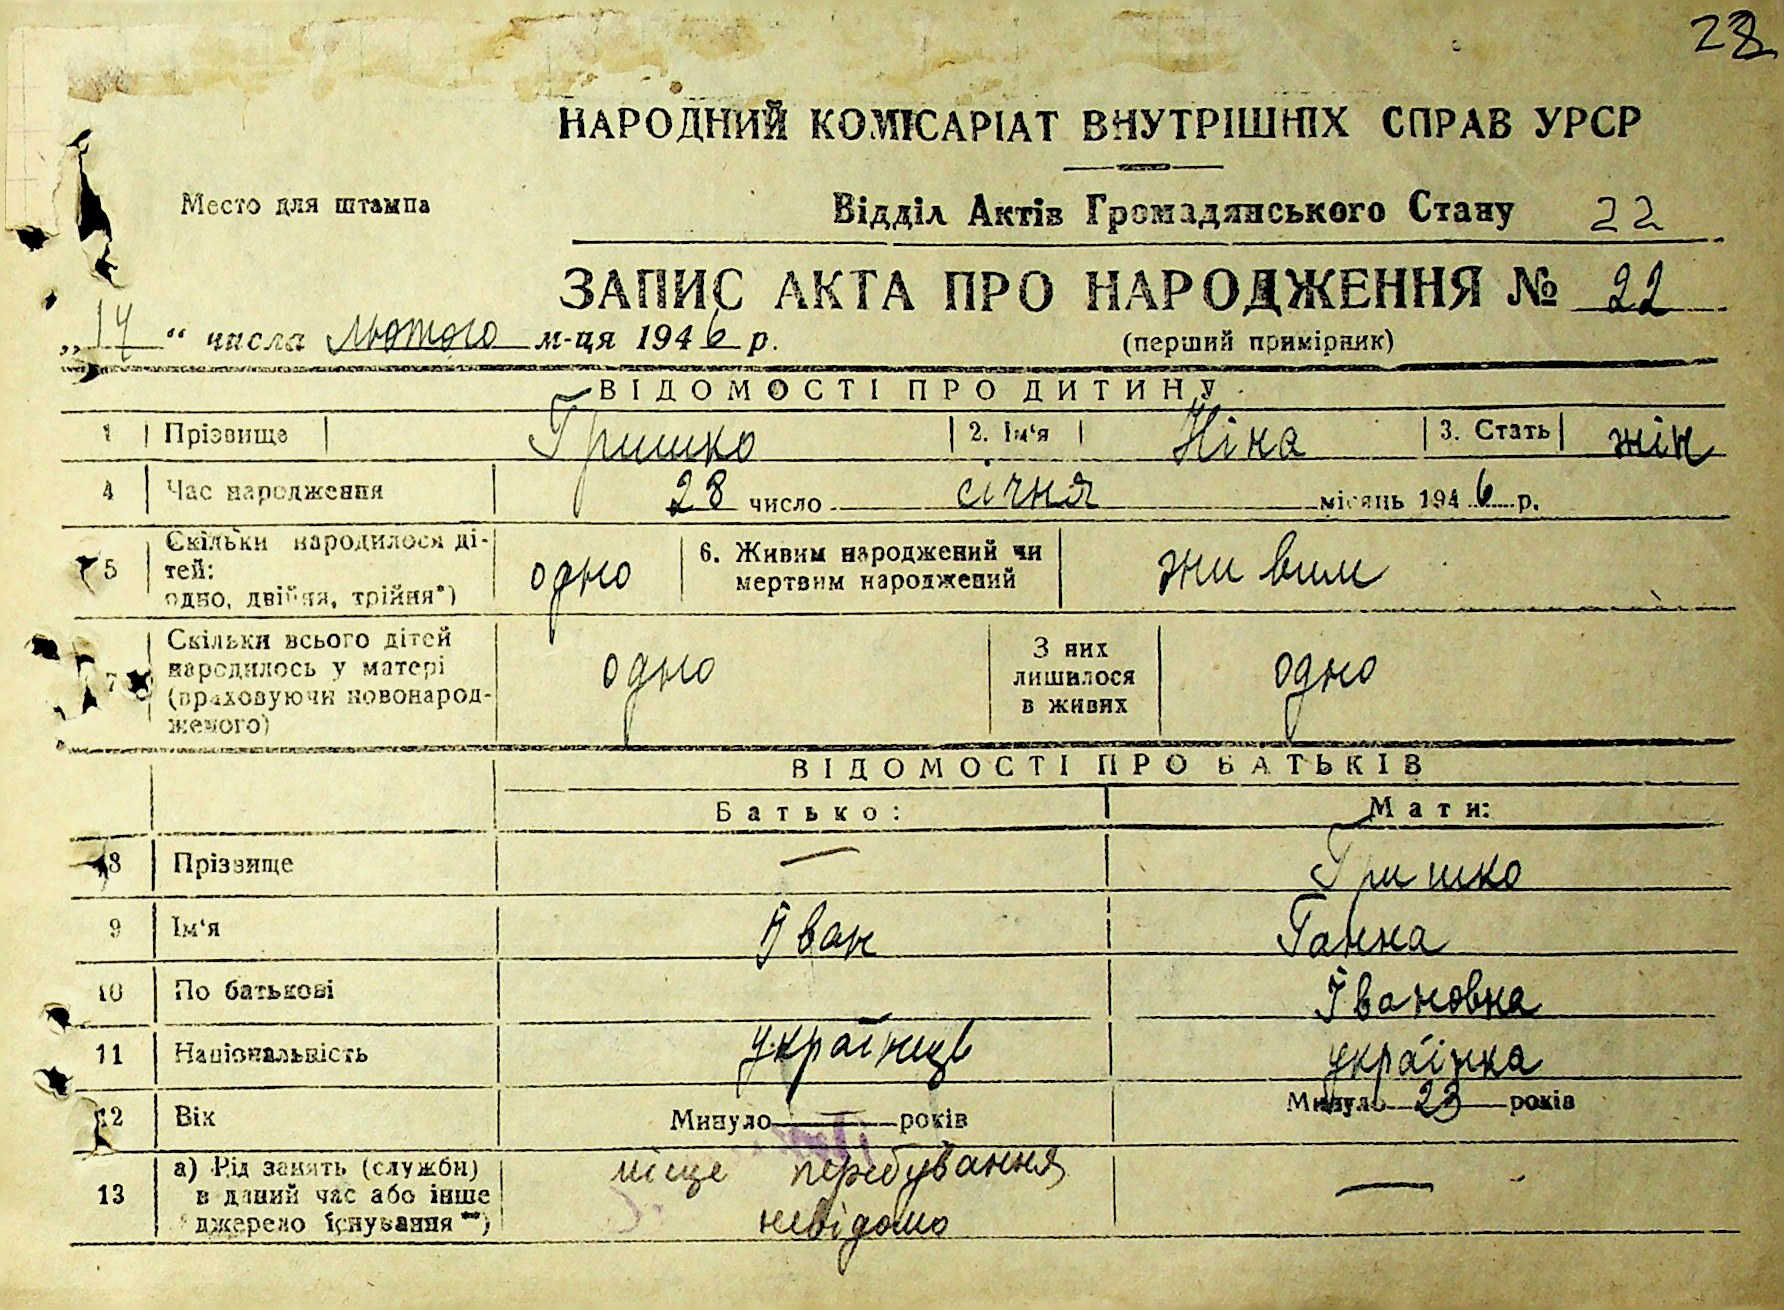 НАРОДНИЙ КОМІСАРІАТ ВНУТРІШНІХ СПРАВ УРСР
Место для штампа
Відділ Актів Громадянського Стану 22
ЗАПИС АКТА ПРО НАРОДЖЕННЯ № 22
„14“ числа лютого м-ця 1946 р.
(перший примірник)
ВІДОМОСТІ ПРО ДИТИНУ
1 Прізвище Гришко 2. Ім‘я Ніна 3. Стать жін
4 Час народження 28 число січня місяць 1946 р.
5 Скільки народилося ді-
тей:
одно, двійня, трійня*)
одно
6. Живим народжений чи
мертвим народжений
живим
7 Скільки всього дітей
народилось у матері
(враховуючи новонарод-
женого)
одно
З них
лишилося
в живих
одно
ВІДОМОСТІ ПРО БАТЬКІВ
Батько: Мати:
8 Прізвище — Гришко
9 Ім‘я Іван Ганна
10 По батькові Івановна
11 Національність українець українка
12 Вік Минуло — років Минуло 23 років
13 а) Рід занять (служби)
в даний час або інше
джерело існування**)
місце перебування
невідомо
—